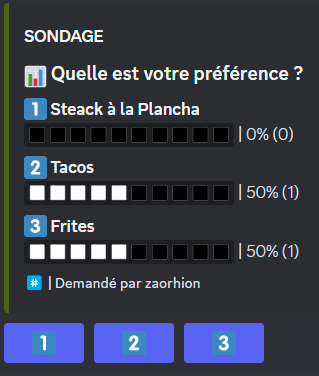 SONDAGE
📊 Quelle est votre préférence ?
1 Steack à la Plancha
| 0% (0)
2 Tacos
| 50% (1)
3 Frites
| 50% (1)
# | Demandé par zaorhion
1 2 3